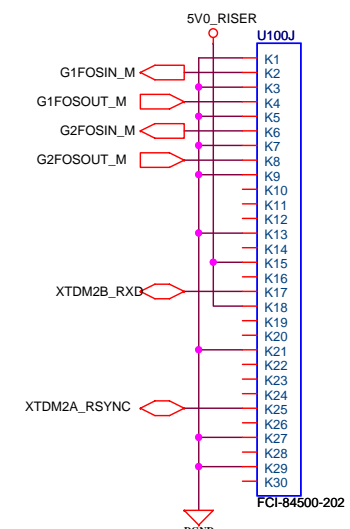 5V0_RISER
U100J
K1
G1FOSIN_M K2
K3
G1FOSOUT_M K4
K5
G2FOSIN_M K6
K7
G2FOSOUT_M K8
K9
K10
K11
K12
K13
K14
K15
K16
XTDM2B_RXD K17
K18
K19
K20
K21
K22
K23
K24
XTDM2A_RSYNC K25
K26
K27
K28
K29
K30
FCI-84500-202